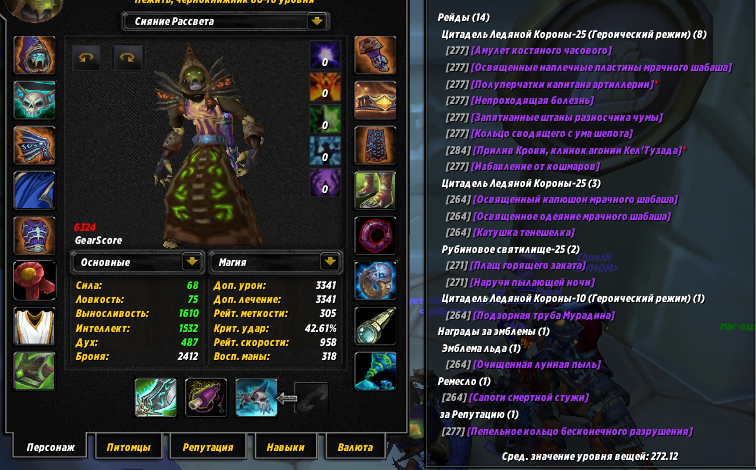 Нежить, чернокнижник 80-го уровня
Сияние Рассвета
0
0
0
0
0
6324
GearScore
Основные
Магия
Сила: 68
Ловкость: 75
Выносливость: 1610
Интеллект: 1532
Дух: 487
Броня: 2412
Доп. урон: 3341
Доп. лечение: 3341
Рейт. меткости: 305
Крит. удар: 42.61%
Рейт. скорости: 958
Восп. маны: 318
Персонаж
Питомцы
Репутация
Навыки
Валюта
Рейды (14)
Цитадель Ледяной Короны-25 (Героический режим) (8)
[277] [Амулет костяного часового]
[277] [Освященные наплечные пластины мрачного шабаша]
[277] [Полуперчатки капитана артиллерии]*
[277] [Непроходящая болезнь]
[277] [Запятнанные штаны разносчика чумы]
[277] [Кольцо сводящего с ума шепота]
[284] [Прилив Крови, клинок агонии Кел'Тузада]*
[277] [Избавления от кошмаров]
Цитадель Ледяной Короны-25 (3)
[264] [Освященный капюшон мрачного шабаша]
[264] [Освященное одеяние мрачного шабаша]
[264] [Катушка тенешелка]
Рубиновое святилище-25 (2)
[271] [Плащ горящего заката]
[271] [Наручи пылающей ночи]
Цитадель Ледяной Короны-10 (Героический режим) (1)
[264] [Подзорная труба Мурадина]
Награды за эмблемы (1)
Эмблема льда (1)
[264] [Очищенная лунная пыль]
Ремесло (1)
[264] [Сапоги смертной стужи]
за Репутацию (1)
[277] [Пепельное кольцо бесконечного разрушения]
Сред. значение уровня вещей: 272.12